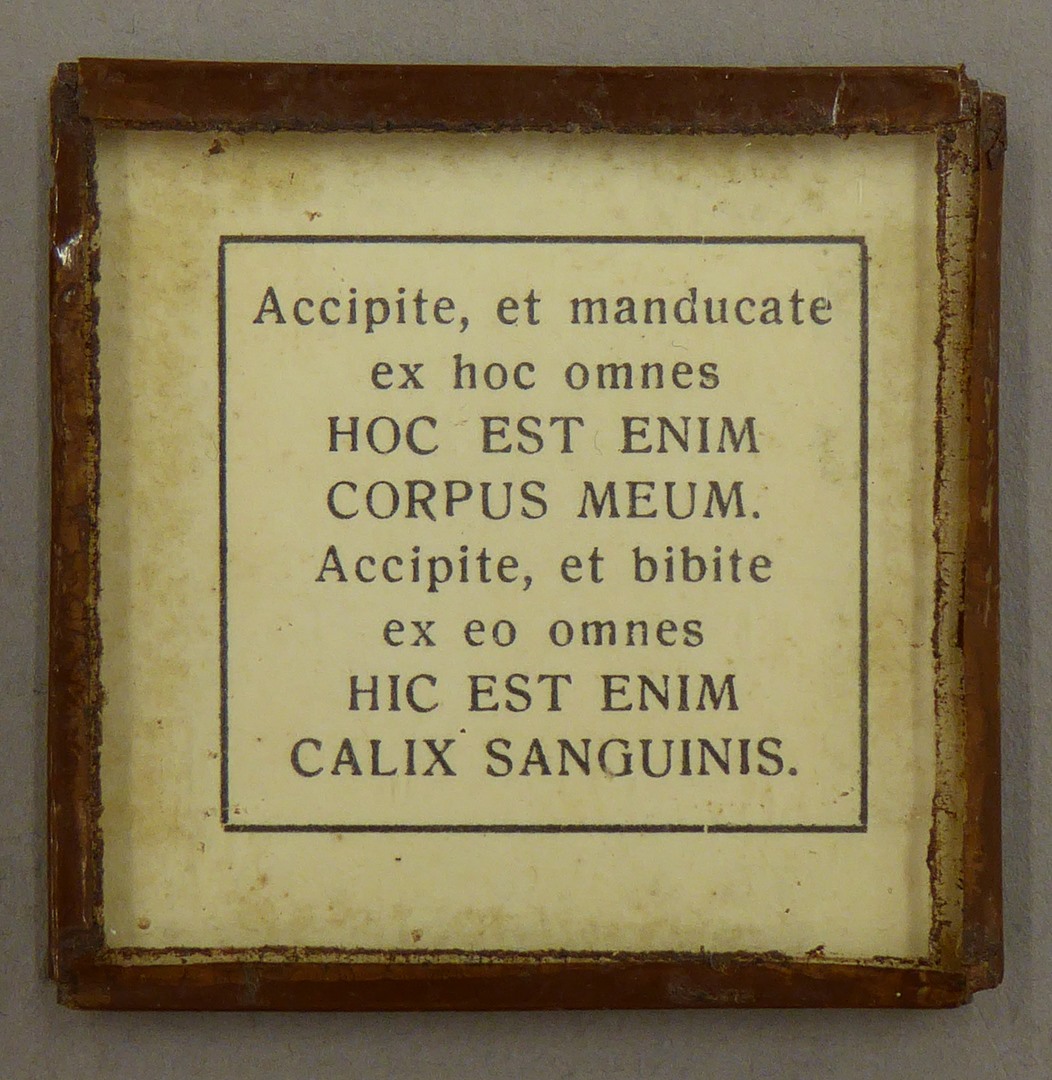 Accipite, et manducate
ex hoc omnes
HOC EST ENIM
CORPUS MEUM.
Accipite, et bibite
ex eo omnes
HIC EST ENIM
CALIX SANGUINIS.